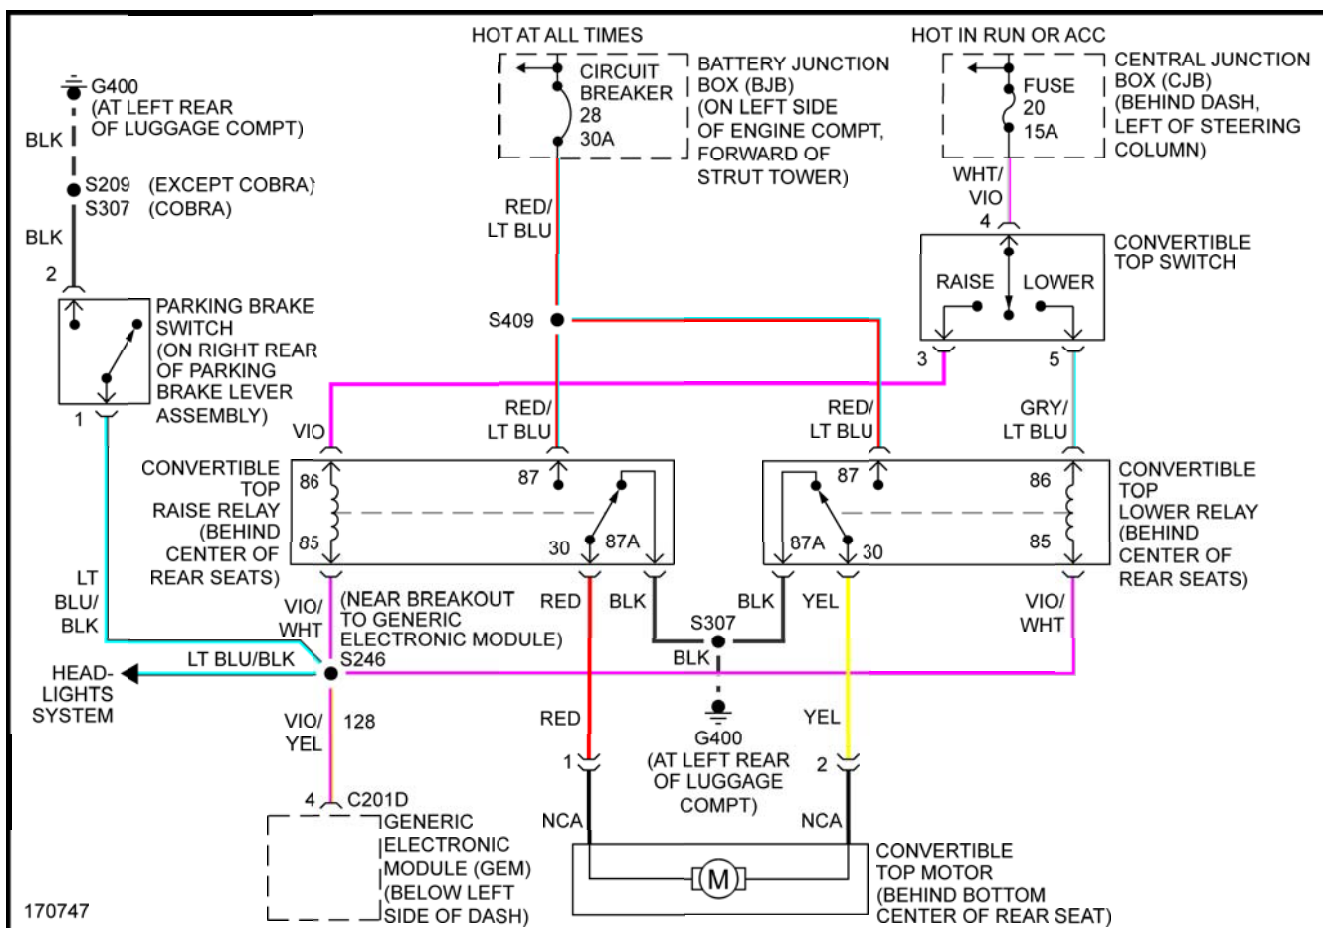 HOT AT ALL TIMES
HOT IN RUN OR ACC
G400
(AT LEFT REAR
OF LUGGAGE COMPT)
BLK
S209 (EXCEPT COBRA)
S307 (COBRA)
BLK
2
CIRCUIT
BREAKER
28
30A
BATTERY JUNCTION
BOX (BJB)
(ON LEFT SIDE
OF ENGINE COMPT,
FORWARD OF
STRUT TOWER)
FUSE
20
15A
CENTRAL JUNCTION
BOX (CJB)
(BEHIND DASH,
LEFT OF STEERING
COLUMN)
RED/
LT BLU
WHT/
VIO
4
CONVERTIBLE
TOP SWITCH
RAISE
LOWER
3
5
PARKING BRAKE
SWITCH
(ON RIGHT REAR
OF PARKING
BRAKE LEVER
ASSEMBLY)
1
S409
VIO
RED/
LT BLU
RED/
LT BLU
GRY/
LT BLU
CONVERTIBLE
TOP
RAISE RELAY
(BEHIND
CENTER OF
REAR SEATS)
86
87
85
30
87A
87
86
87A
30
85
CONVERTIBLE
TOP
LOWER RELAY
(BEHIND
CENTER OF
REAR SEATS)
LT
BLU/
BLK
VIO/
WHT
(NEAR BREAKOUT
TO GENERIC
ELECTRONIC MODULE)
RED
BLK
BLK
YEL
VIO/
WHT
S307
BLK
LT BLU/BLK
S246
HEAD-
LIGHTS
SYSTEM
VIO/
YEL
128
RED
YEL
G400
(AT LEFT REAR
OF LUGGAGE
COMPT)
1
2
4
C201D
NCA
NCA
GENERIC
ELECTRONIC
MODULE (GEM)
(BELOW LEFT
SIDE OF DASH)
M
CONVERTIBLE
TOP MOTOR
(BEHIND BOTTOM
CENTER OF REAR SEAT)
170747